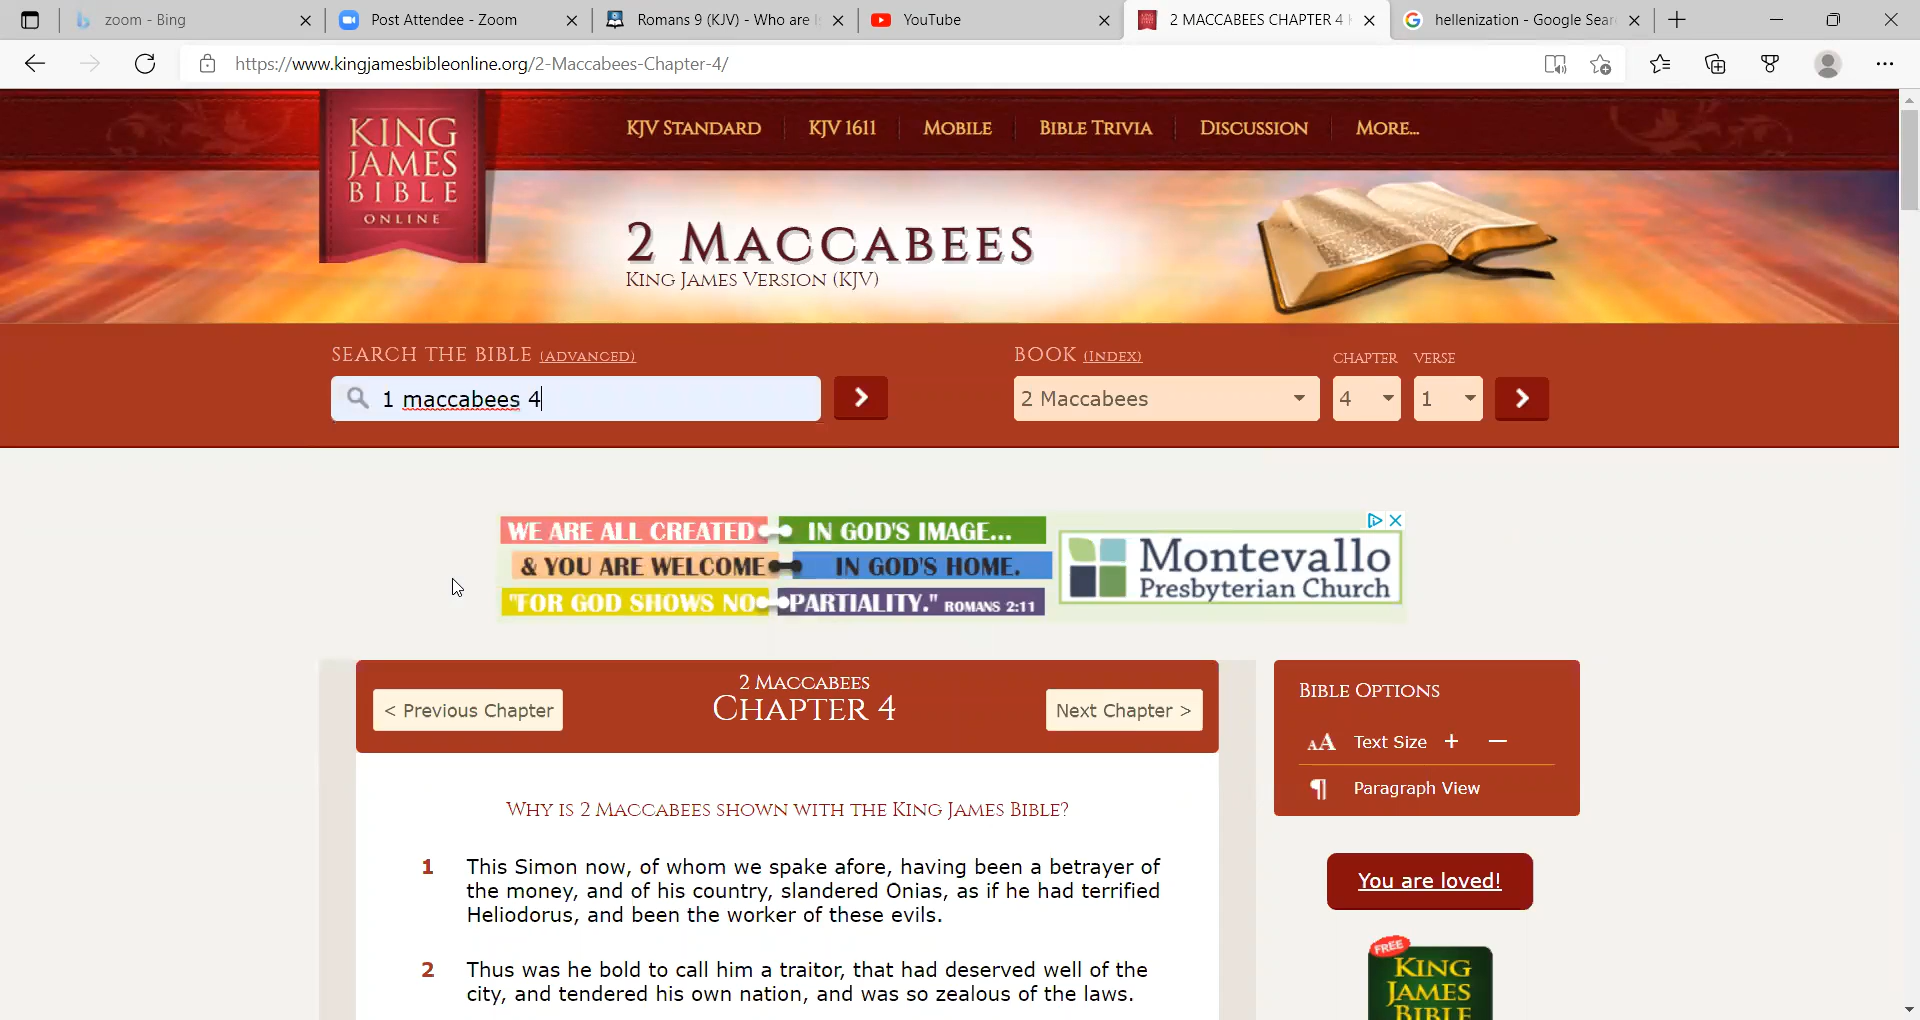 zoom - Bing
Post Attendee - Zoom
Romans 9 (KJV) - Who are
YouTube
2 MACCABEES CHAPTER 4
hellenization - Google Sear
https://www.kingjamesbibleonline.org/2-Maccabees-Chapter-4/
KING
JAMES
BIBLE
ONLINE
KJV STANDARD
KJV 1611
MOBILE
BIBLE TRIVIA
DISCUSSION
MORE...
2 MACCABEES
KING JAMES VERSION (KJV)
SEARCH THE BIBLE (ADVANCED)
BOOK (INDEX)
CHAPTER
VERSE
1 maccabees 4
2 Maccabees
4
1
WE ARE ALL CREATED IN GOD'S IMAGE...
& YOU ARE WELCOME IN GOD'S HOME.
"FOR GOD SHOWS NO PARTIALITY." ROMANS 2:11
Montevallo
Presbyterian Church
2 MACCABEES
CHAPTER 4
< Previous Chapter
Next Chapter >
BIBLE OPTIONS
AA Text Size + −
¶ Paragraph View
WHY IS 2 MACCABEES SHOWN WITH THE KING JAMES BIBLE?
1 This Simon now, of whom we spake afore, having been a betrayer of
the money, and of his country, slandered Onias, as if he had terrified
Heliodorus, and been the worker of these evils.
2 Thus was he bold to call him a traitor, that had deserved well of the
city, and tendered his own nation, and was so zealous of the laws.
You are loved!
FREE
KING
JAMES
BIBLE